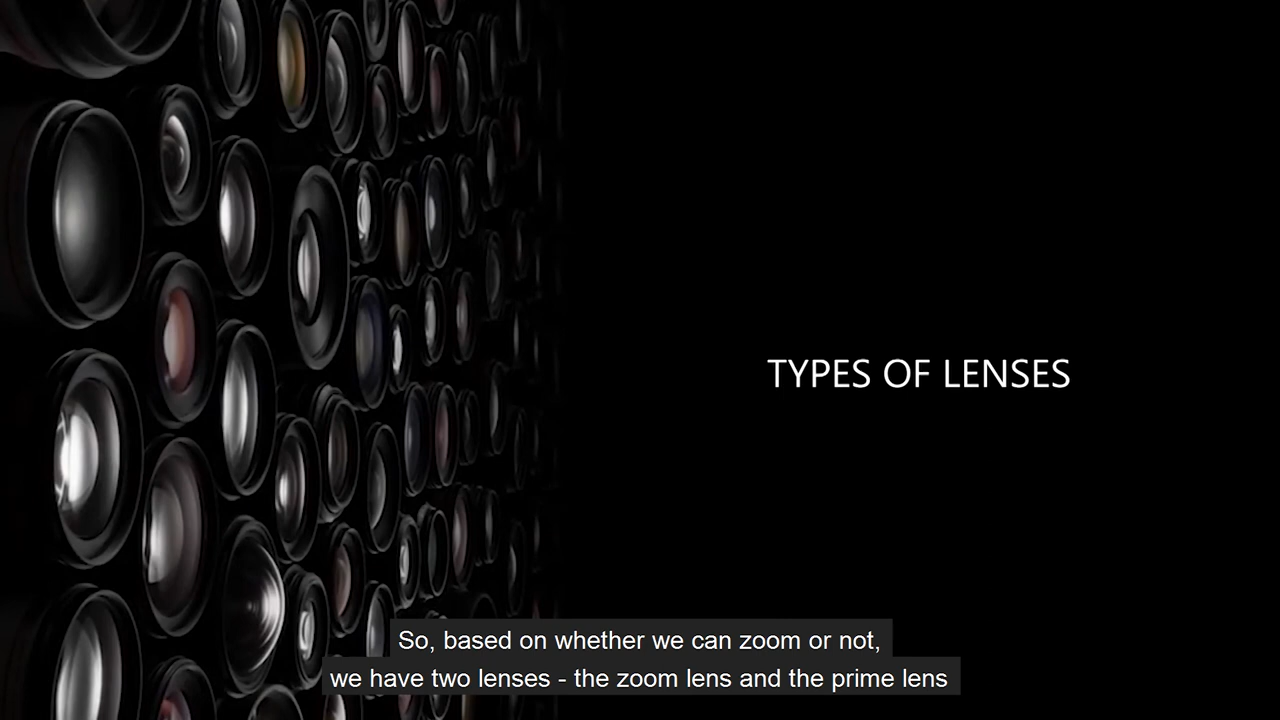 TYPES OF LENSES
So, based on whether we can zoom or not,
we have two lenses - the zoom lens and the prime lens